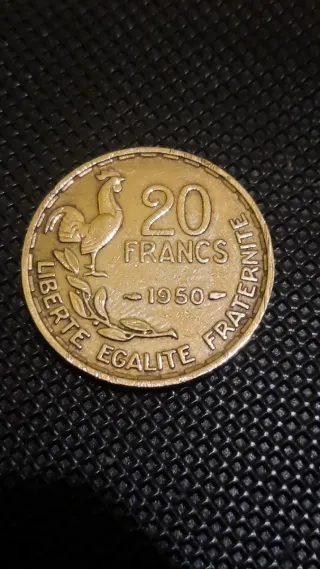 20
FRANCS
1950
LIBERTE EGALITE FRATERNITE